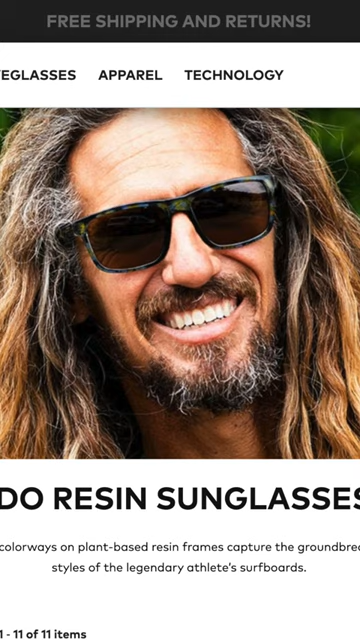 FREE SHIPPING AND RETURNS!
EGLASSES APPAREL TECHNOLOGY
DO RESIN SUNGLASSES
colorways on plant-based resin frames capture the groundbre
styles of the legendary athlete's surfboards.
1 - 11 of 11 items